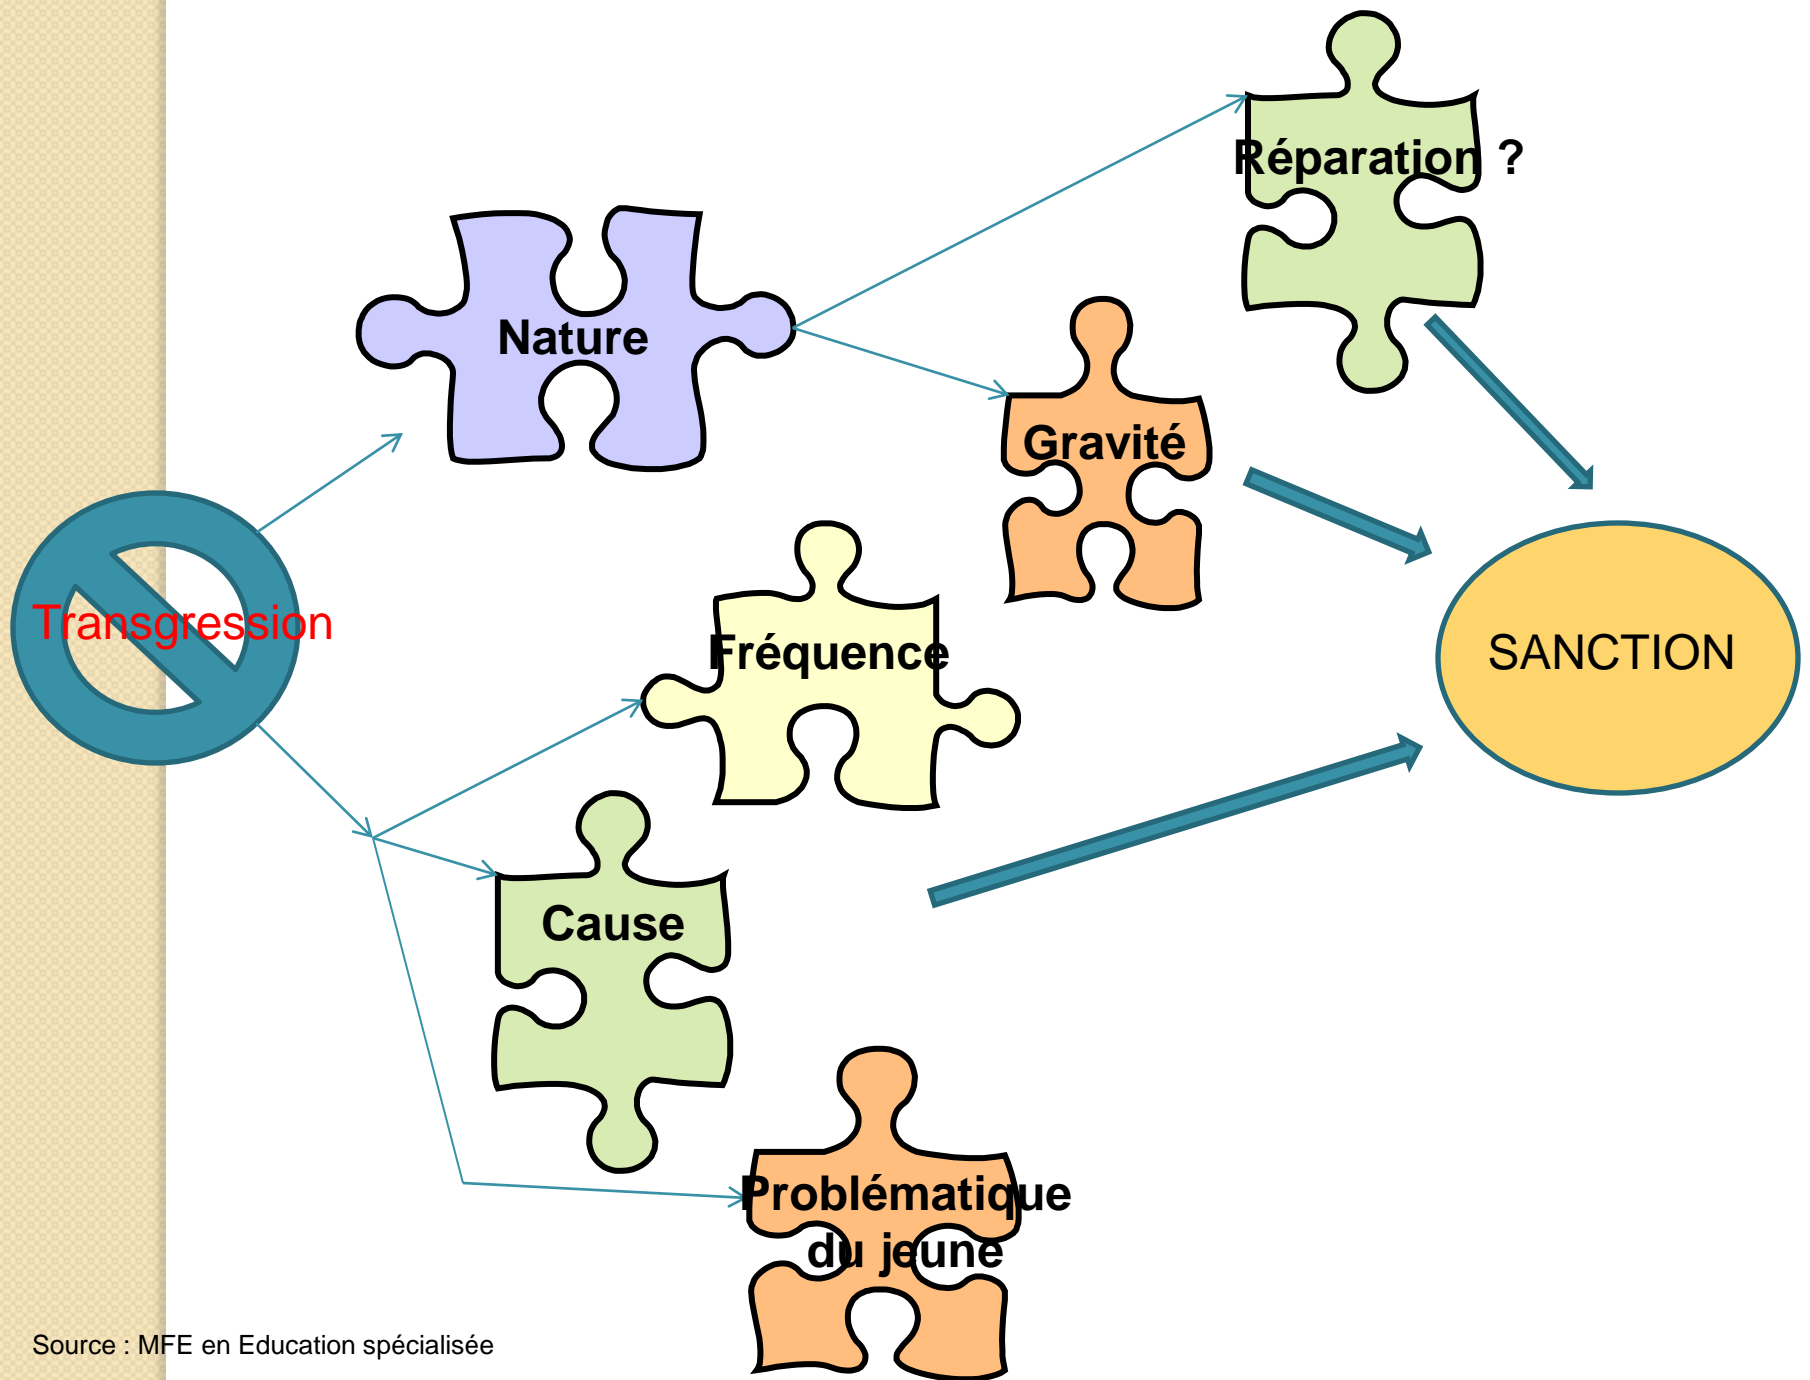 Réparation ?
Nature
Gravité
Transgression
Fréquence
SANCTION
Cause
Problématique
du jeune
Source : MFE en Education spécialisée